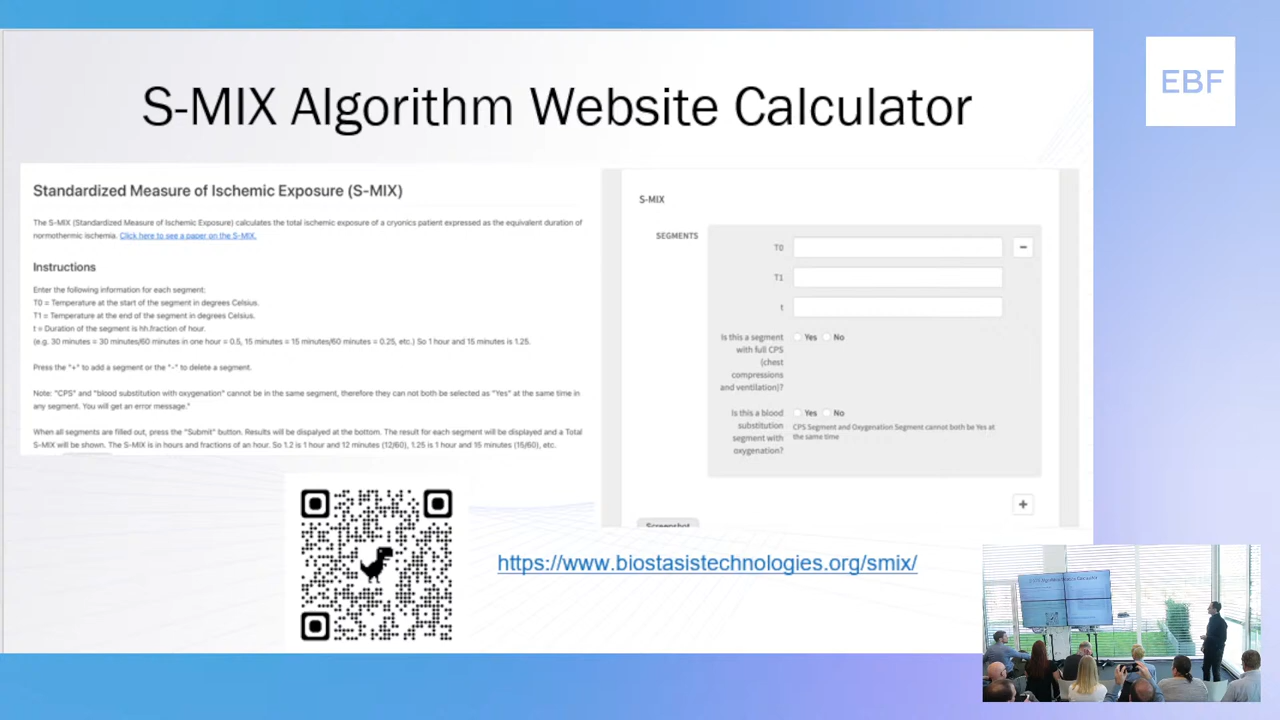 S-MIX Algorithm Website Calculator
EBF
Standardized Measure of Ischemic Exposure (S-MIX)
The S-MIX (Standardized Measure of Ischemic Exposure) calculates the total ischemic exposure of a cryonics patient expressed as the equivalent duration of
normothermic ischemia. Click here to see a paper on the S-MIX.
Instructions
Enter the following information for each segment:
T0 = Temperature at the start of the segment in degrees Celsius.
T1 = Temperature at the end of the segment in degrees Celsius.
t = Duration of the segment is hh.fraction of hour.
(e.g. 30 minutes = 30 minutes/60 minutes in one hour = 0.5, 15 minutes = 15 minutes/60 minutes = 0.25, etc.) So 1 hour and 15 minutes is 1.25.
Press the "+" to add a segment or the "-" to delete a segment.
Note: "CPS" and "blood substitution with oxygenation" cannot be in the same segment, therefore they can not both be selected as "Yes" at the same time in
any segment. You will get an error message."
When all segments are filled out, press the "Submit" button. Results will be dispalyed at the bottom. The result for each segment will be displayed and a Total
S-MIX will be shown. The S-MIX is in hours and fractions of an hour. So 1.2 is 1 hour and 12 minutes (12/60), 1.25 is 1 hour and 15 minutes (15/60), etc.
S-MIX
SEGMENTS
T0
−
T1
t
Is this a segment
with full CPS
(chest
compressions
and ventilation)?
Yes No
Is this a blood
substitution
segment with
oxygenation?
Yes No
CPS Segment and Oxygenation Segment cannot both be Yes at
the same time
+
Screenshot
https://www.biostasistechnologies.org/smix/
S-MIX Algorithm Website Calculator